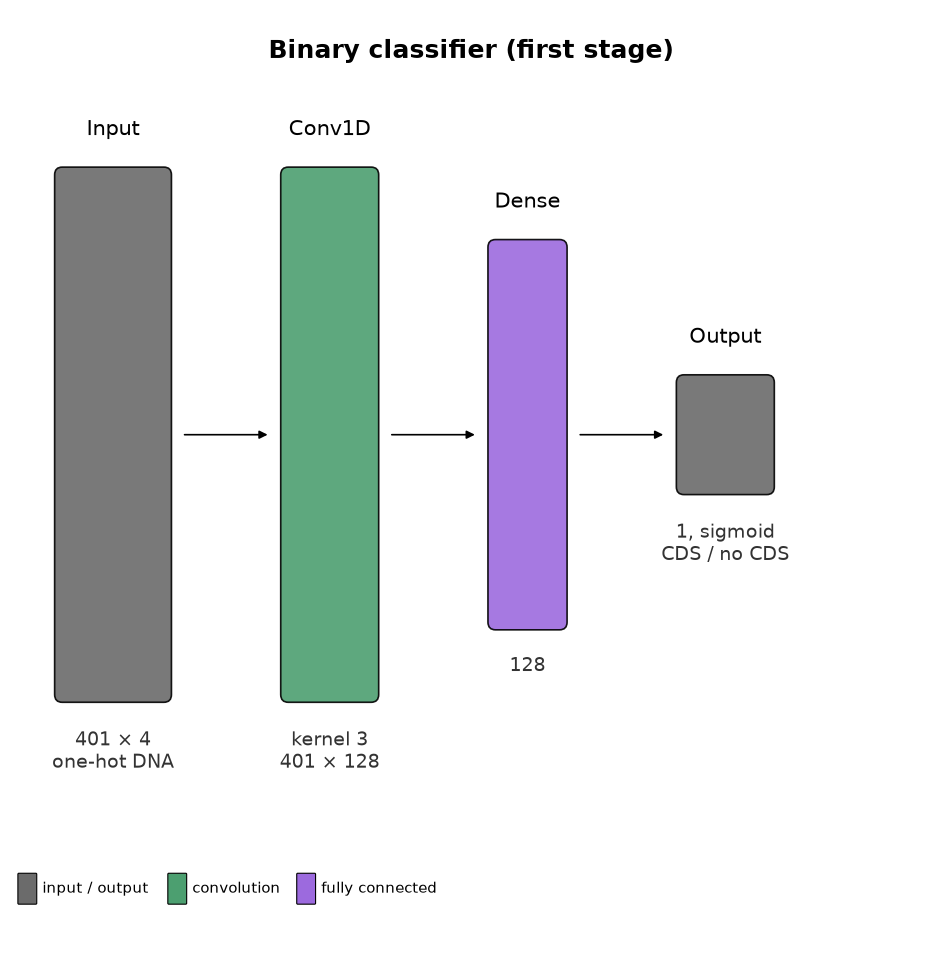 Binary classifier (first stage)
Input
Conv1D
Dense
Output
1, sigmoid
CDS / no CDS
128
401 × 4
one-hot DNA
kernel 3
401 × 128
input / output
convolution
fully connected